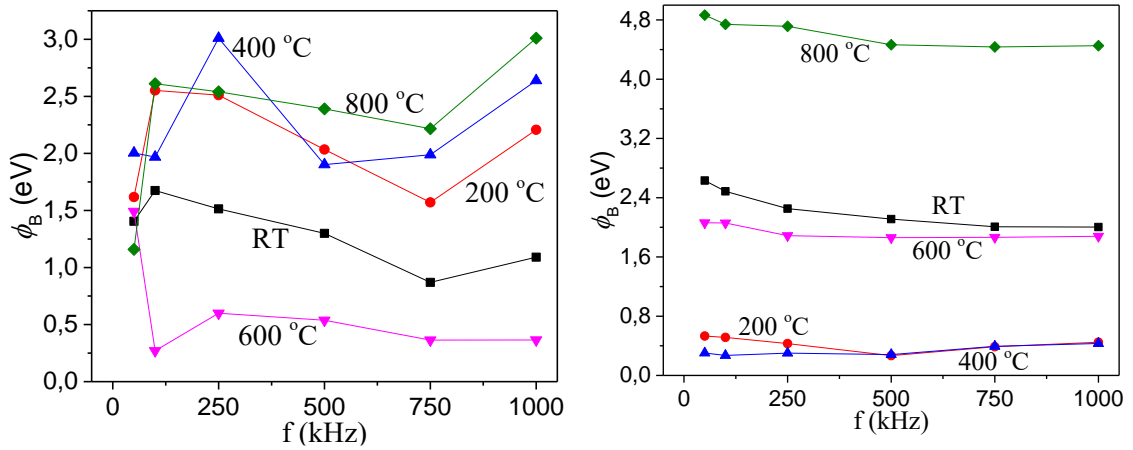 ϕB (eV)
3,0
2,5
2,0
1,5
1,0
0,5
0,0
400 °C
800 °C
200 °C
RT
600 °C
0 250 500 750 1000
f (kHz)
ϕB (eV)
4,8
4,0
3,2
2,4
1,6
0,8
0,0
800 °C
RT
600 °C
200 °C
400 °C
0 250 500 750 1000
f (kHz)